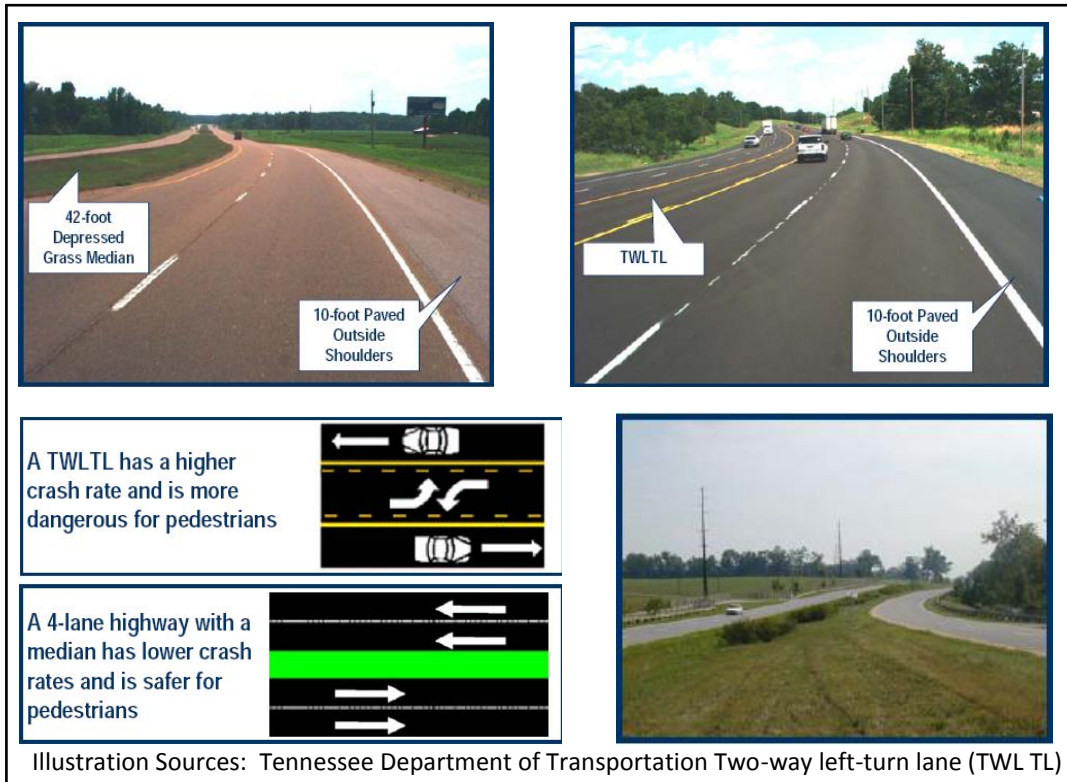 42-foot
Depressed
Grass Median
10-foot Paved
Outside
Shoulders
TWLTL
10-foot Paved
Outside
Shoulders
A TWLTL has a higher
crash rate and is more
dangerous for pedestrians
A 4-lane highway with a
median has lower crash
rates and is safer for
pedestrians
Illustration Sources: Tennessee Department of Transportation Two-way left-turn lane (TWL TL)